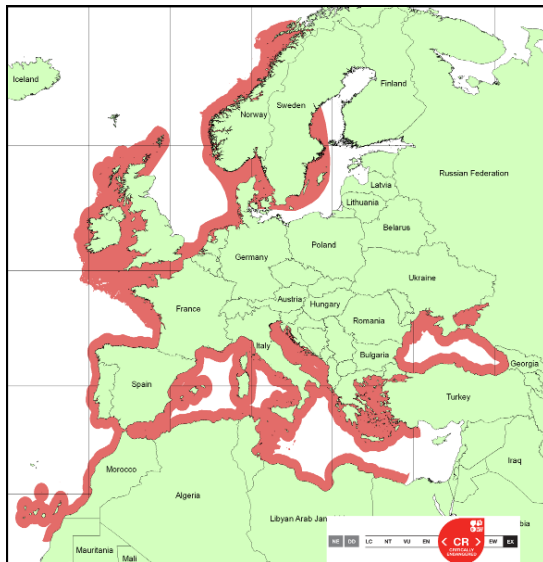 Iceland
Finland
Sweden
Norway
Russian Federation
Latvia
Lithuania
Belarus
Poland
Germany
Ukraine
Austria
Hungary
France
Romania
Italy
Bulgaria
Georgia
Spain
Turkey
Iraq
Morocco
Algeria
Libyan Arab Jam
bia
Mauritania
Mali
NE DD LC NT VU EN < CR > EW EX
CRITICALLY
ENDANGERED